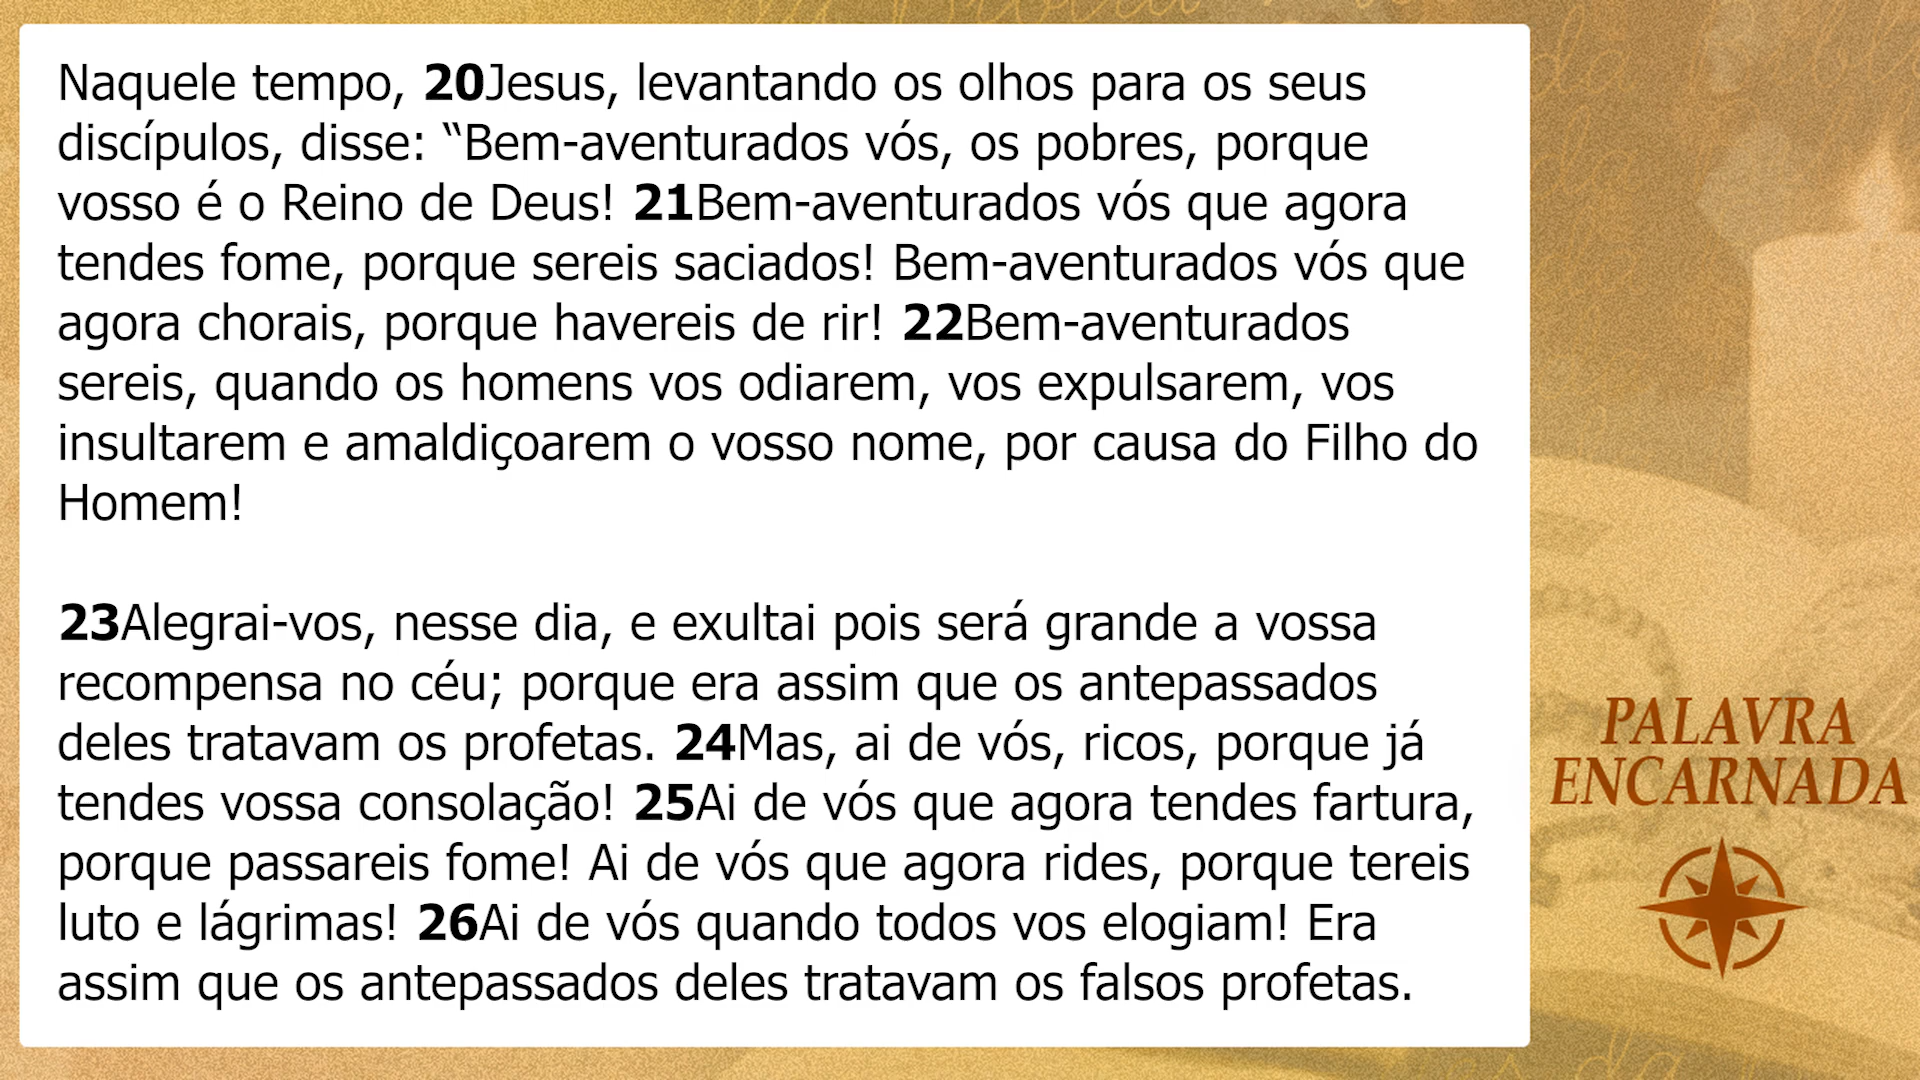 Naquele tempo, 20Jesus, levantando os olhos para os seus
discípulos, disse: “Bem-aventurados vós, os pobres, porque
vosso é o Reino de Deus! 21Bem-aventurados vós que agora
tendes fome, porque sereis saciados! Bem-aventurados vós que
agora chorais, porque havereis de rir! 22Bem-aventurados
sereis, quando os homens vos odiarem, vos expulsarem, vos
insultarem e amaldiçoarem o vosso nome, por causa do Filho do
Homem!
23Alegrai-vos, nesse dia, e exultai pois será grande a vossa
recompensa no céu; porque era assim que os antepassados
deles tratavam os profetas. 24Mas, ai de vós, ricos, porque já
tendes vossa consolação! 25Ai de vós que agora tendes fartura,
porque passareis fome! Ai de vós que agora rides, porque tereis
luto e lágrimas! 26Ai de vós quando todos vos elogiam! Era
assim que os antepassados deles tratavam os falsos profetas.
PALAVRA
ENCARNADA